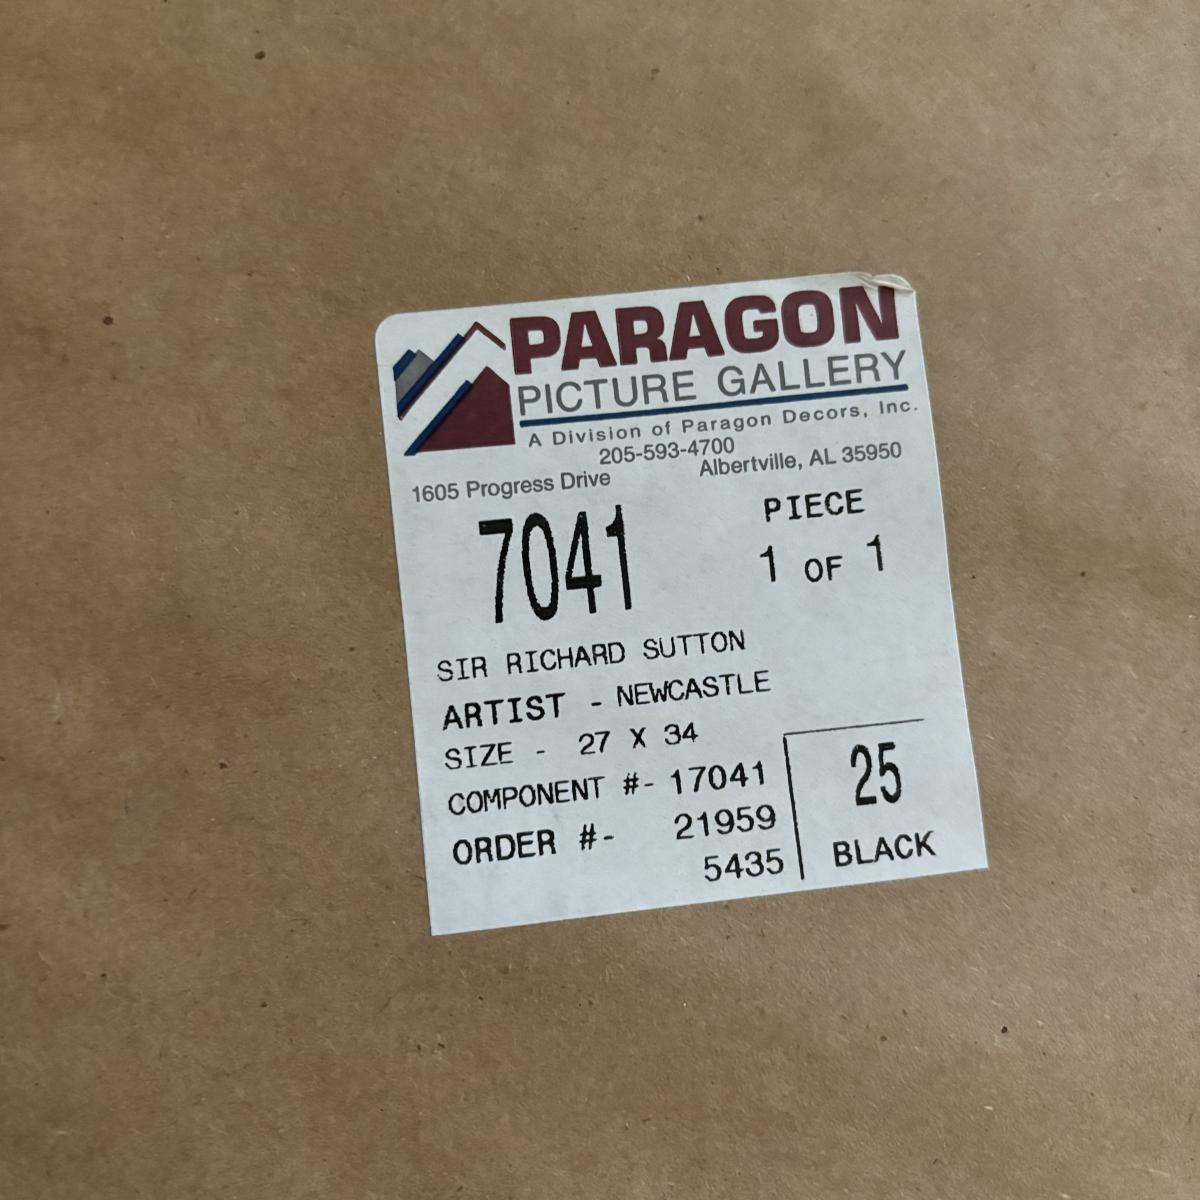 PARAGON
PICTURE GALLERY
A Division of Paragon Decors, Inc.
205-593-4700
1605 Progress Drive Albertville, AL 35950
7041
PIECE
1 OF 1
SIR RICHARD SUTTON
ARTIST - NEWCASTLE
SIZE - 27 X 34
COMPONENT #- 17041
ORDER #- 21959
5435
25
BLACK